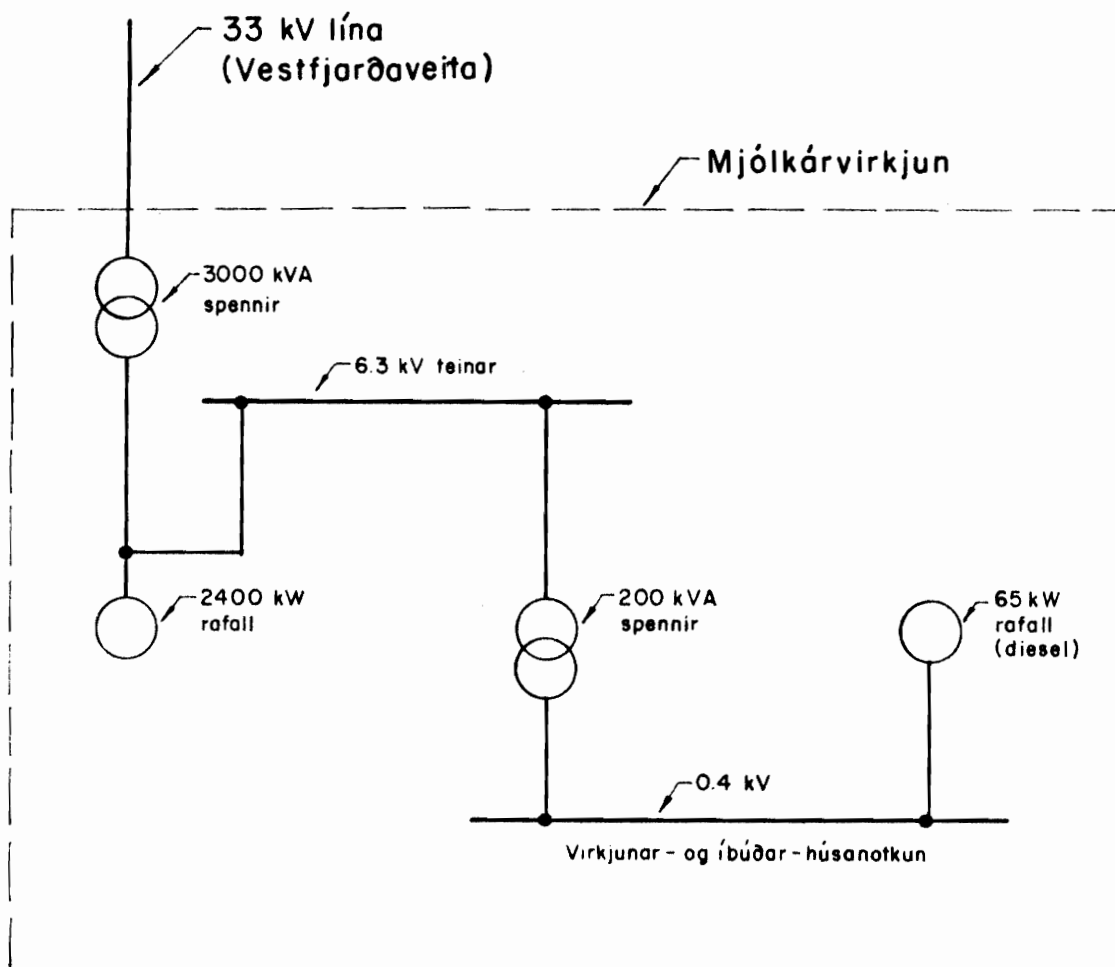 33 kV lína
(Vestfjarðaveita)
Mjólkárvirkjun
3000 kVA
spennir
6.3 kV teinar
2400 kW
rafall
200 kVA
spennir
65 kW
rafall
(diesel)
0.4 kV
Virkjunar - og íbúðar - húsanotkun